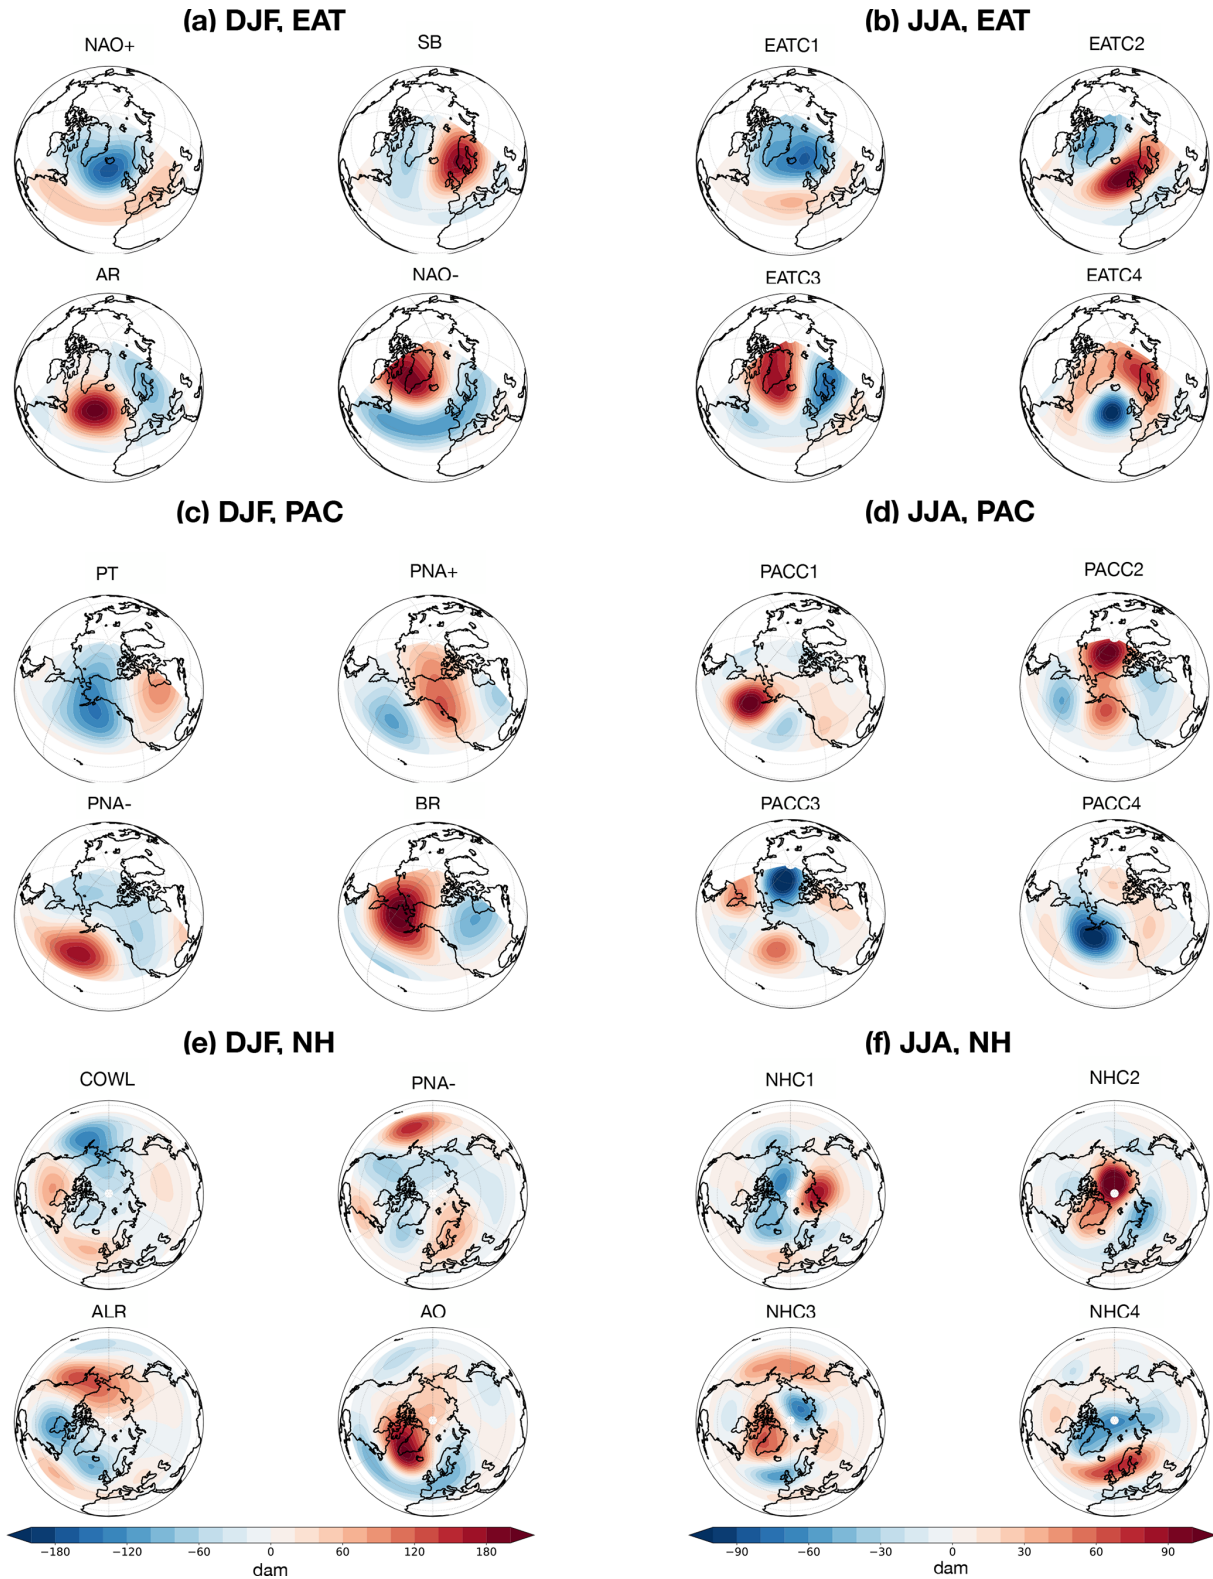 (a) DJF, EAT
(b) JJA, EAT
NAO+
SB
EATC1
EATC2
AR
NAO-
EATC3
EATC4
(c) DJF, PAC
(d) JJA, PAC
PT
PNA+
PACC1
PACC2
PNA-
BR
PACC3
PACC4
(e) DJF, NH
(f) JJA, NH
COWL
PNA-
NHC1
NHC2
ALR
AO
NHC3
NHC4
−180 −120 −60 0 60 120 180
dam
−90 −60 −30 0 30 60 90
dam